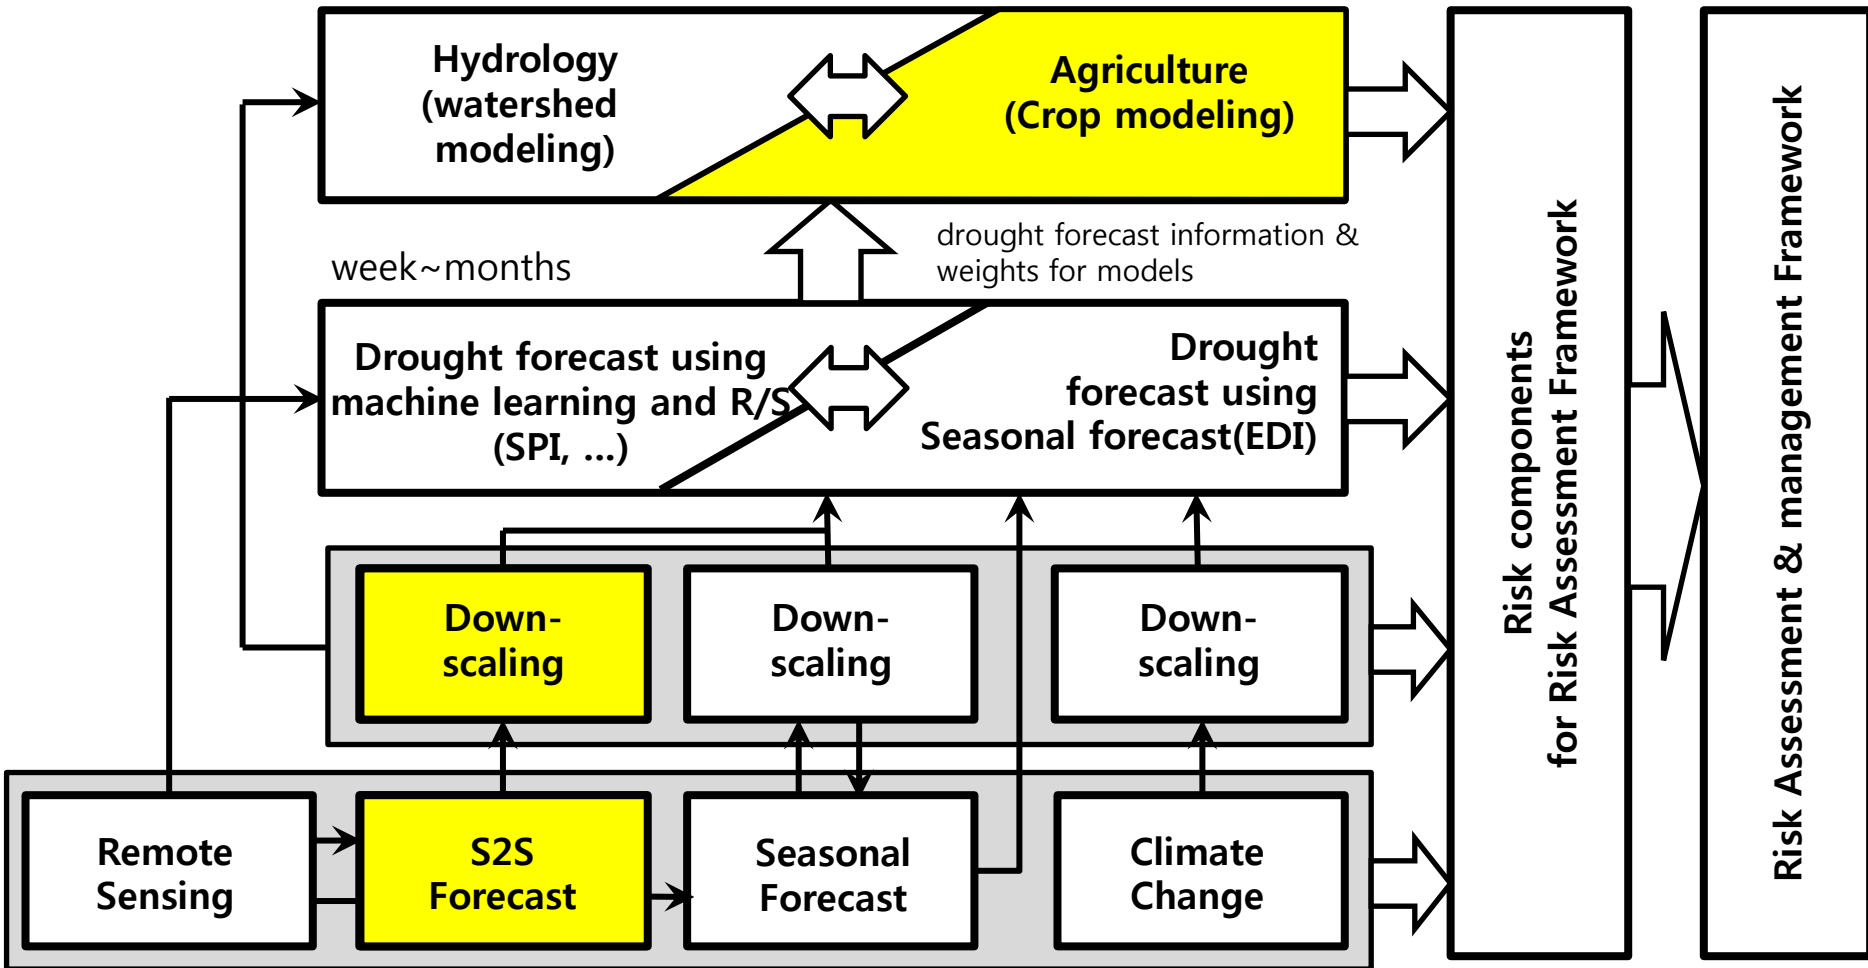 Hydrology
(watershed
modeling)
Agriculture
(Crop modeling)
week~months
drought forecast information &
weights for models
Drought forecast using
machine learning and R/S
(SPI, ...)
Drought
forecast using
Seasonal forecast(EDI)
Down-
scaling
Down-
scaling
Down-
scaling
Remote
Sensing
S2S
Forecast
Seasonal
Forecast
Climate
Change
Risk components
for Risk Assessment Framework
Risk Assessment & management Framework